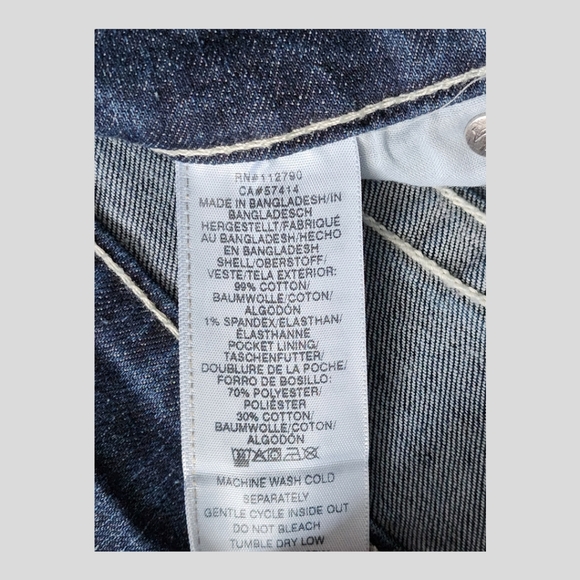 RN#112790
CA#57414
MADE IN BANGLADESH/IN
BANGLADESCH
HERGESTELLT/FABRIQUÉ
AU BANGLADESH/HECHO
EN BANGLADESH
SHELL/OBERSTOFF/
VESTE/TELA EXTERIOR:
99% COTTON/
BAUMWOLLE/COTON/
ALGODÓN
1% SPANDEX/ELASTHAN/
ÉLASTHANNE
POCKET LINING/
TASCHENFUTTER/
DOUBLURE DE LA POCHE/
FORRO DE BOSILLO:
70% POLYESTER/
POLIÉSTER
30% COTTON/
BAUMWOLLE/COTON/
ALGODÓN
MACHINE WASH COLD
SEPARATELY
GENTLE CYCLE INSIDE OUT
DO NOT BLEACH
TUMBLE DRY LOW